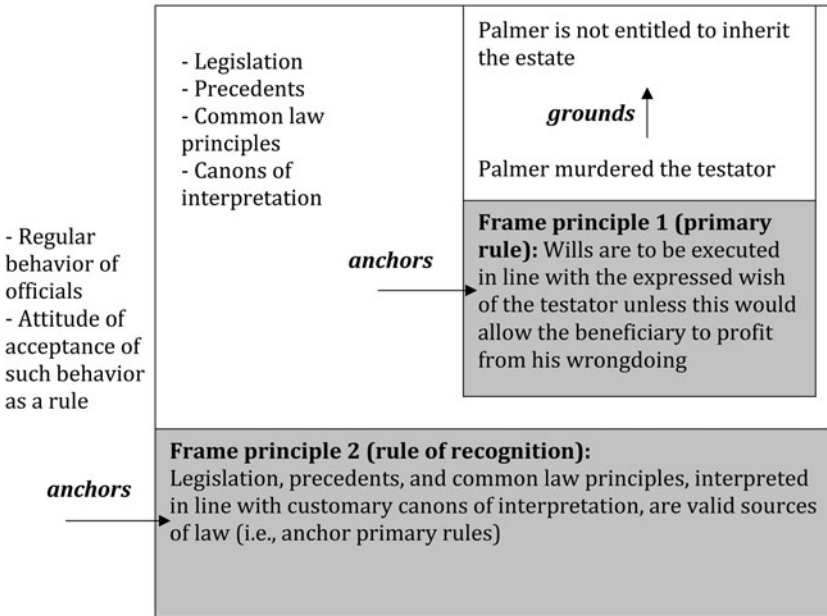 - Regular
behavior of
officials
- Attitude of
acceptance of
such behavior
as a rule
anchors
- Legislation
- Precedents
- Common law
principles
- Canons of
interpretation
anchors
Palmer is not entitled to inherit
the estate
grounds
Palmer murdered the testator
Frame principle 1 (primary
rule): Wills are to be executed
in line with the expressed wish
of the testator unless this would
allow the beneficiary to profit
from his wrongdoing
Frame principle 2 (rule of recognition):
Legislation, precedents, and common law principles, interpreted
in line with customary canons of interpretation, are valid sources
of law (i.e., anchor primary rules)